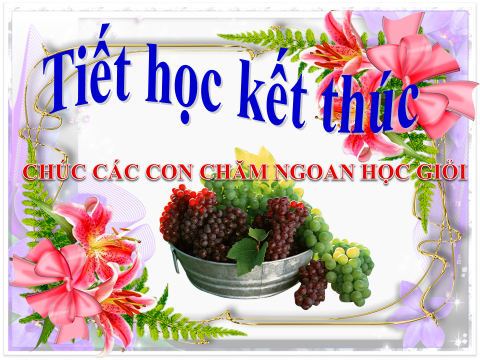 Tiết học kết thúc
CHÚC CÁC CON CHĂM NGOAN HỌC GIỎI